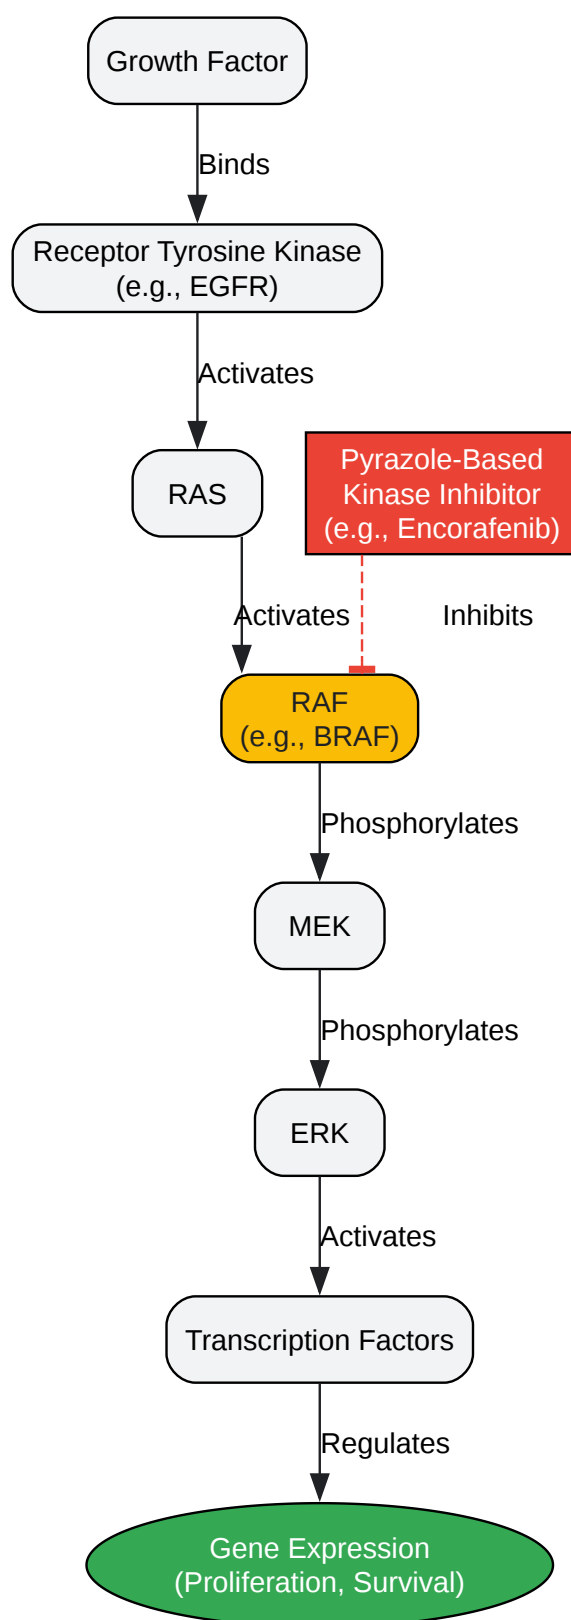 Growth Factor
Binds
Receptor Tyrosine Kinase
(e.g., EGFR)
Activates
RAS
Pyrazole-Based
Kinase Inhibitor
(e.g., Encorafenib)
Activates
Inhibits
RAF
(e.g., BRAF)
Phosphorylates
MEK
Phosphorylates
ERK
Activates
Transcription Factors
Regulates
Gene Expression
(Proliferation, Survival)